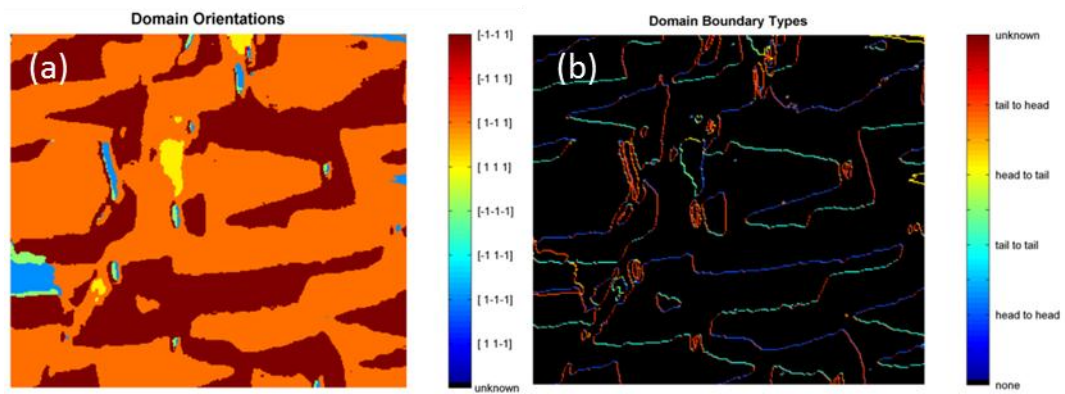 Domain Orientations
(a)
[-1-1 1]
[-1 1 1]
[ 1-1 1]
[ 1 1 1]
[-1-1-1]
[-1 1-1]
[ 1-1-1]
[ 1 1-1]
unknown
Domain Boundary Types
(b)
unknown
tail to head
head to tail
tail to tail
head to head
none